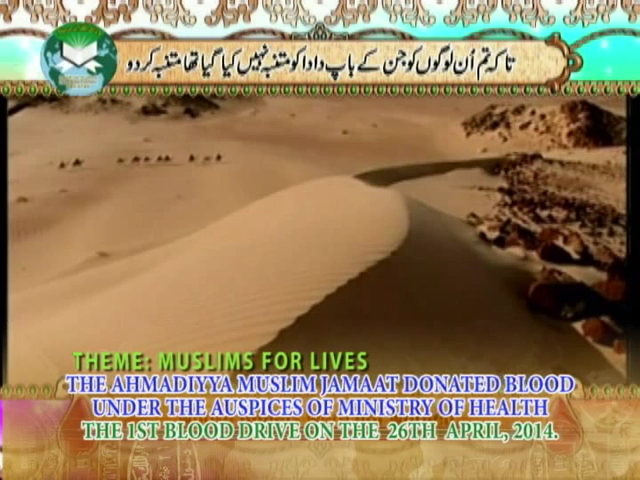 تاکہ تم اُن لوگوں کو جن کے باپ دادا کو متنبہ نہیں کیا گیا تھا متنبہ کر دو
THEME: MUSLIMS FOR LIVES
THE AHMADIYYA MUSLIM JAMAAT DONATED BLOOD
UNDER THE AUSPICES OF MINISTRY OF HEALTH
THE 1ST BLOOD DRIVE ON THE 26TH APRIL, 2014.